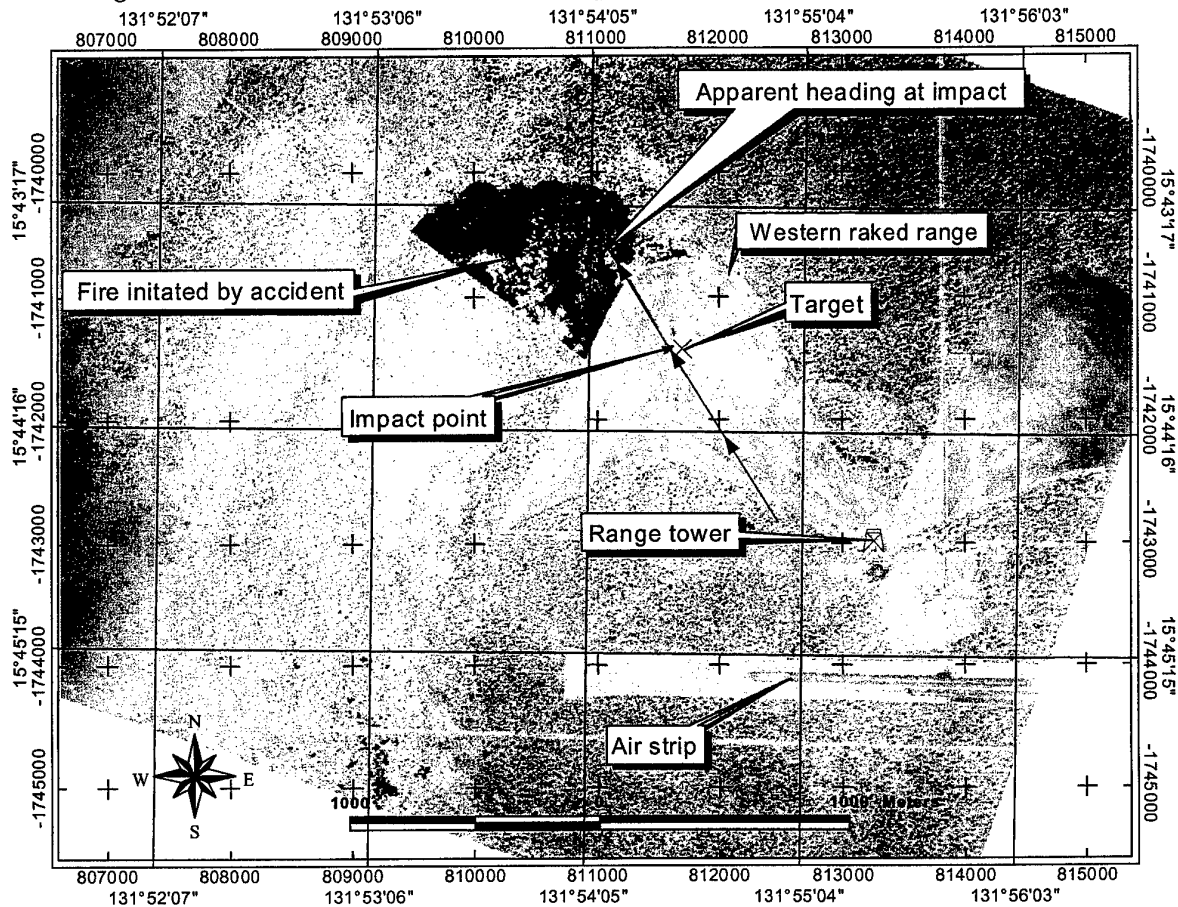 131°52'07" 131°53'06" 131°54'05" 131°55'04" 131°56'03"
807000 808000 809000 810000 811000 812000 813000 814000 815000
Apparent heading at impact
-1740000 -1740000
15°43'17" 15°43'17"
Western raked range
Fire initated by accident
-1741000 -1741000
Target
Impact point
-1742000 -1742000
15°44'16" 15°44'16"
Range tower
-1743000 -1743000
15°45'15" 15°45'15"
-1744000 -1744000
Air strip
N
W E
S
-1745000 -1745000
1000 1000 Meters
807000 808000 809000 810000 811000 812000 813000 814000 815000
131°52'07" 131°53'06" 131°54'05" 131°55'04" 131°56'03"